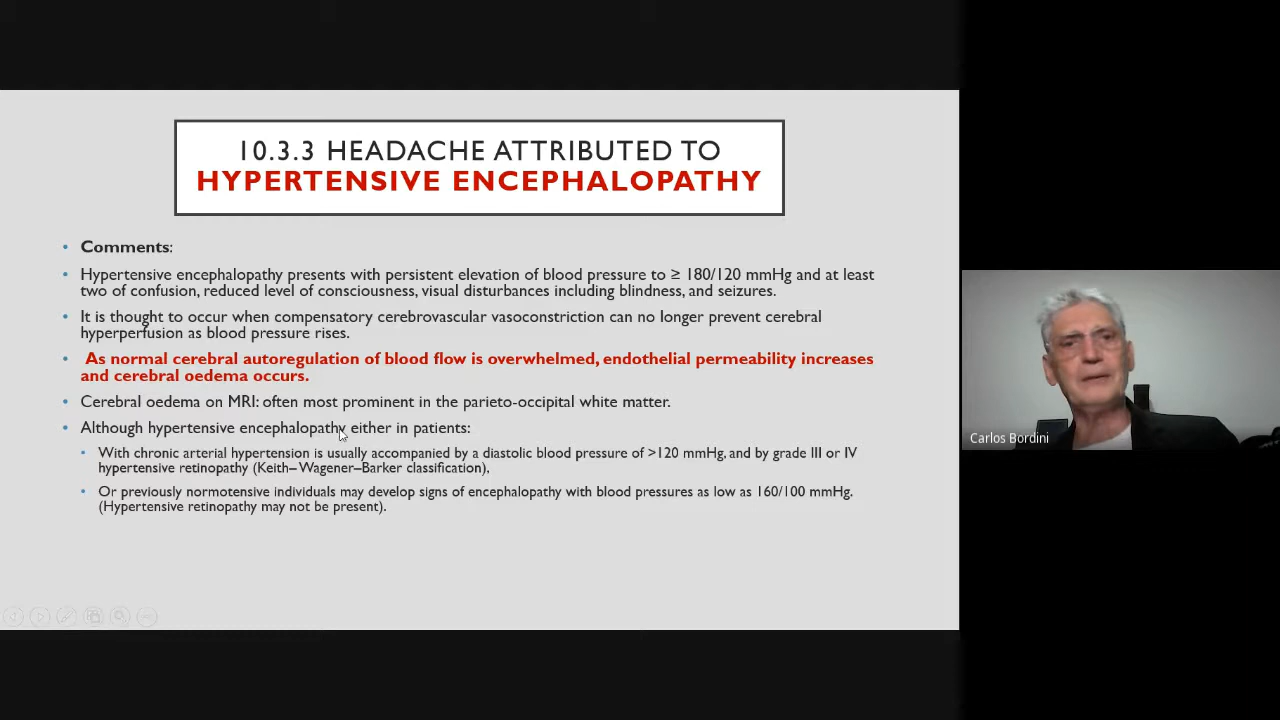 10.3.3 HEADACHE ATTRIBUTED TO
HYPERTENSIVE ENCEPHALOPATHY
• Comments:
• Hypertensive encephalopathy presents with persistent elevation of blood pressure to ≥ 180/120 mmHg and at least
two of confusion, reduced level of consciousness, visual disturbances including blindness, and seizures.
• It is thought to occur when compensatory cerebrovascular vasoconstriction can no longer prevent cerebral
hyperperfusion as blood pressure rises.
• As normal cerebral autoregulation of blood flow is overwhelmed, endothelial permeability increases
and cerebral oedema occurs.
• Cerebral oedema on MRI: often most prominent in the parieto-occipital white matter.
• Although hypertensive encephalopathy either in patients:
• With chronic arterial hypertension is usually accompanied by a diastolic blood pressure of >120 mmHg, and by grade III or IV
hypertensive retinopathy (Keith–Wagener–Barker classification),
• Or previously normotensive individuals may develop signs of encephalopathy with blood pressures as low as 160/100 mmHg.
(Hypertensive retinopathy may not be present).
Carlos Bordini